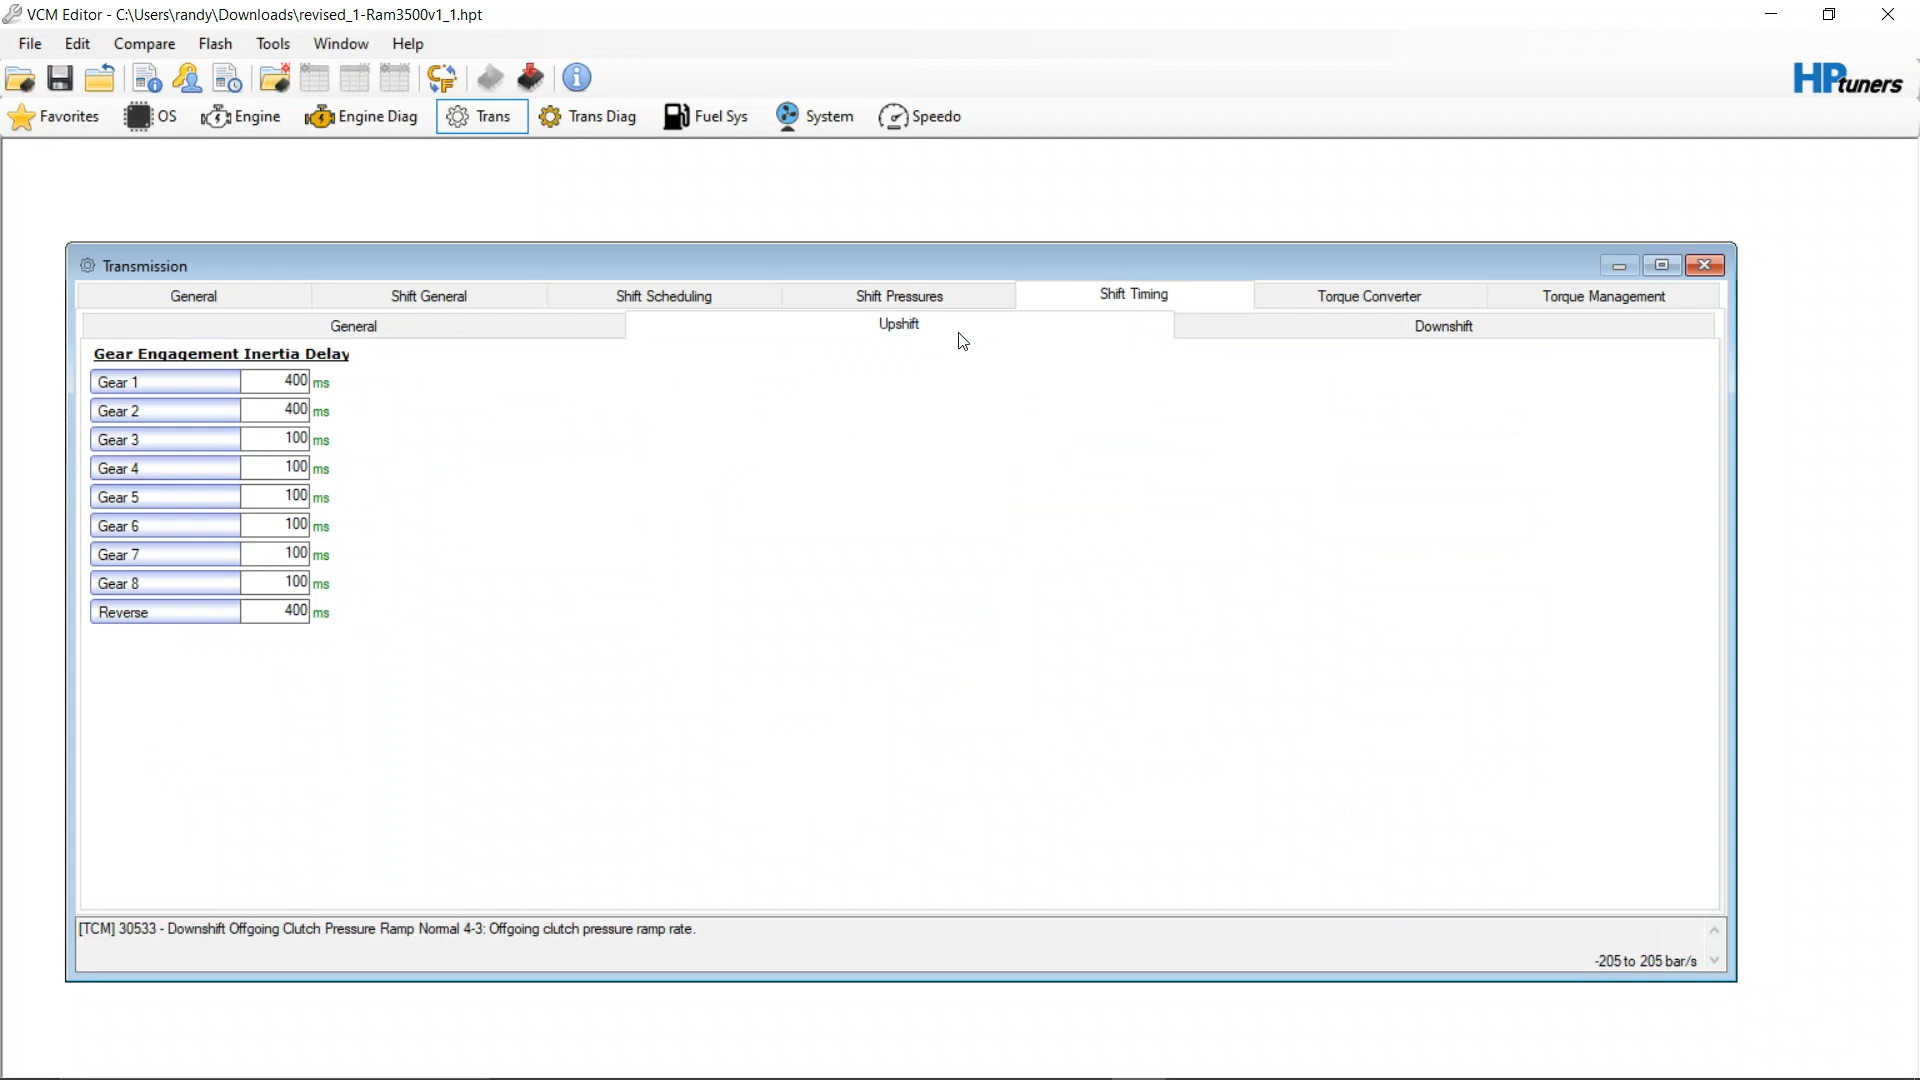 VCM Editor - C:\Users\randy\Downloads\revised_1-Ram3500v1_1.hpt
File Edit Compare Flash Tools Window Help
HPtuners
Favorites OS Engine Engine Diag Trans Trans Diag Fuel Sys System Speedo
Transmission
General Shift General Shift Scheduling Shift Pressures Shift Timing Torque Converter Torque Management
General Upshift Downshift
Gear Engagement Inertia Delay
Gear 1 400 ms
Gear 2 400 ms
Gear 3 100 ms
Gear 4 100 ms
Gear 5 100 ms
Gear 6 100 ms
Gear 7 100 ms
Gear 8 100 ms
Reverse 400 ms
[TCM] 30533 - Downshift Offgoing Clutch Pressure Ramp Normal 4-3: Offgoing clutch pressure ramp rate.
-205 to 205 bar/s